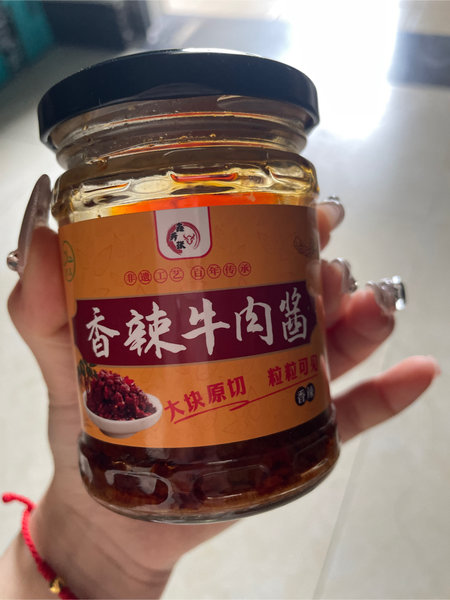 非遗工艺 百年传承
香辣牛肉酱
大块原切 粒粒可见
香辣